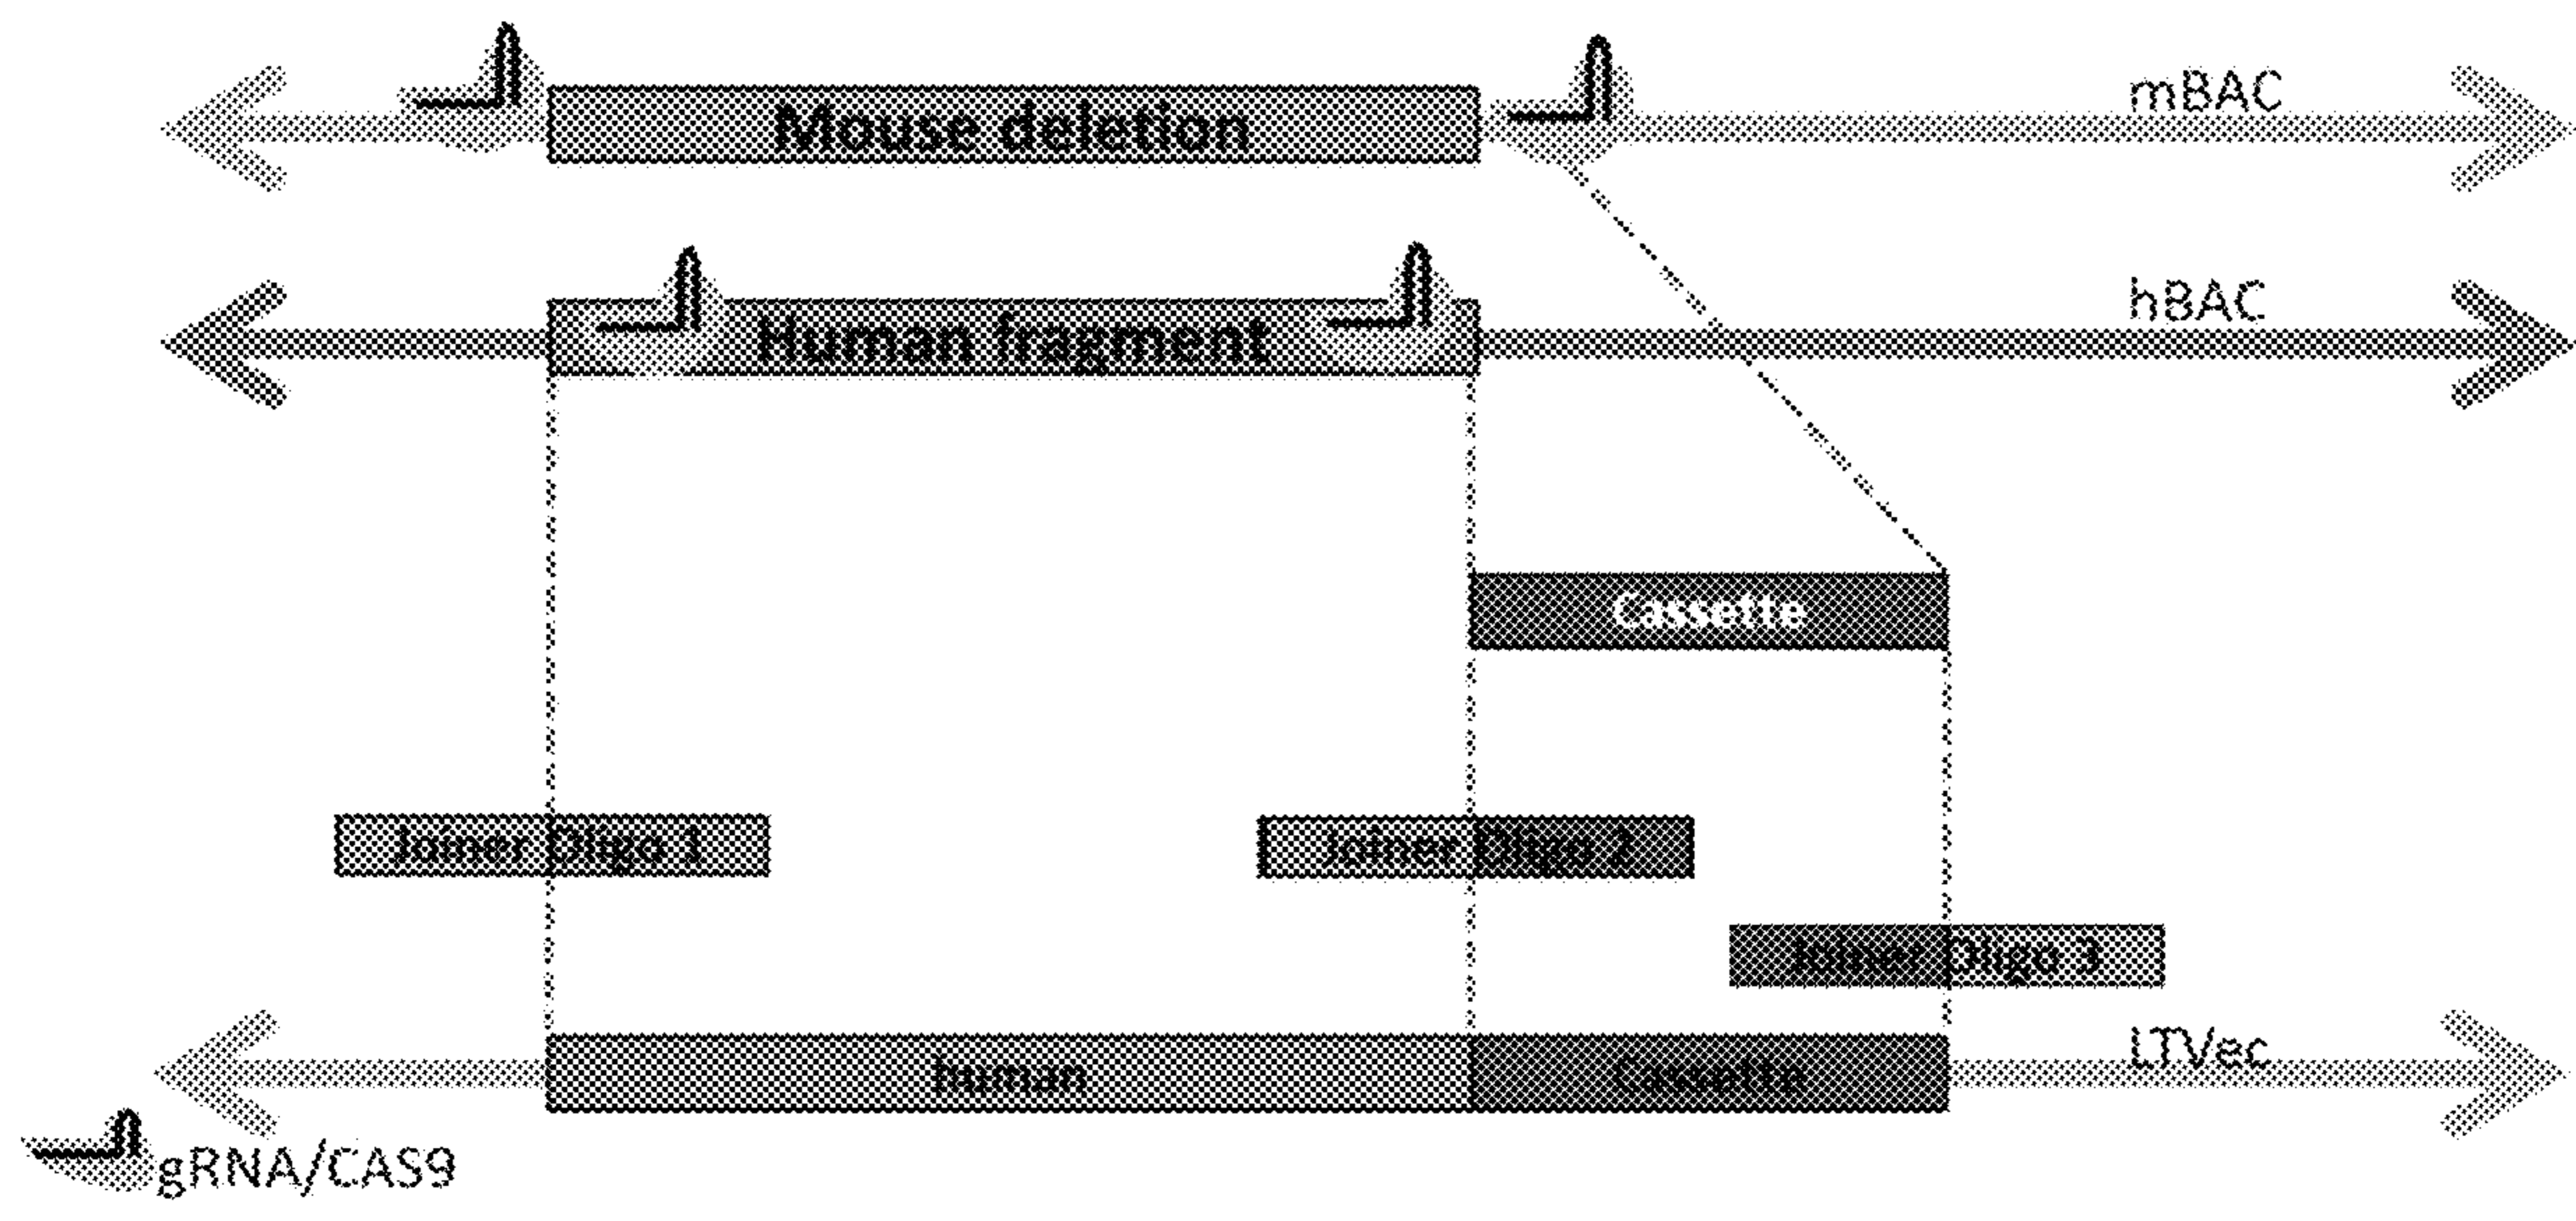 mBAC
Mouse deletion
hBAC
Human fragment
Cassette
Joiner Oligo 1
Joiner Oligo 2
Joiner Oligo 3
LTVec
human
Cassette
gRNA/CAS9